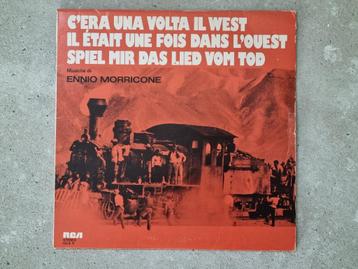 C'ERA UNA VOLTA IL WEST
IL ÉTAIT UNE FOIS DANS L'OUEST
SPIEL MIR DAS LIED VOM TOD
Musiche di
ENNIO MORRICONE
RCA